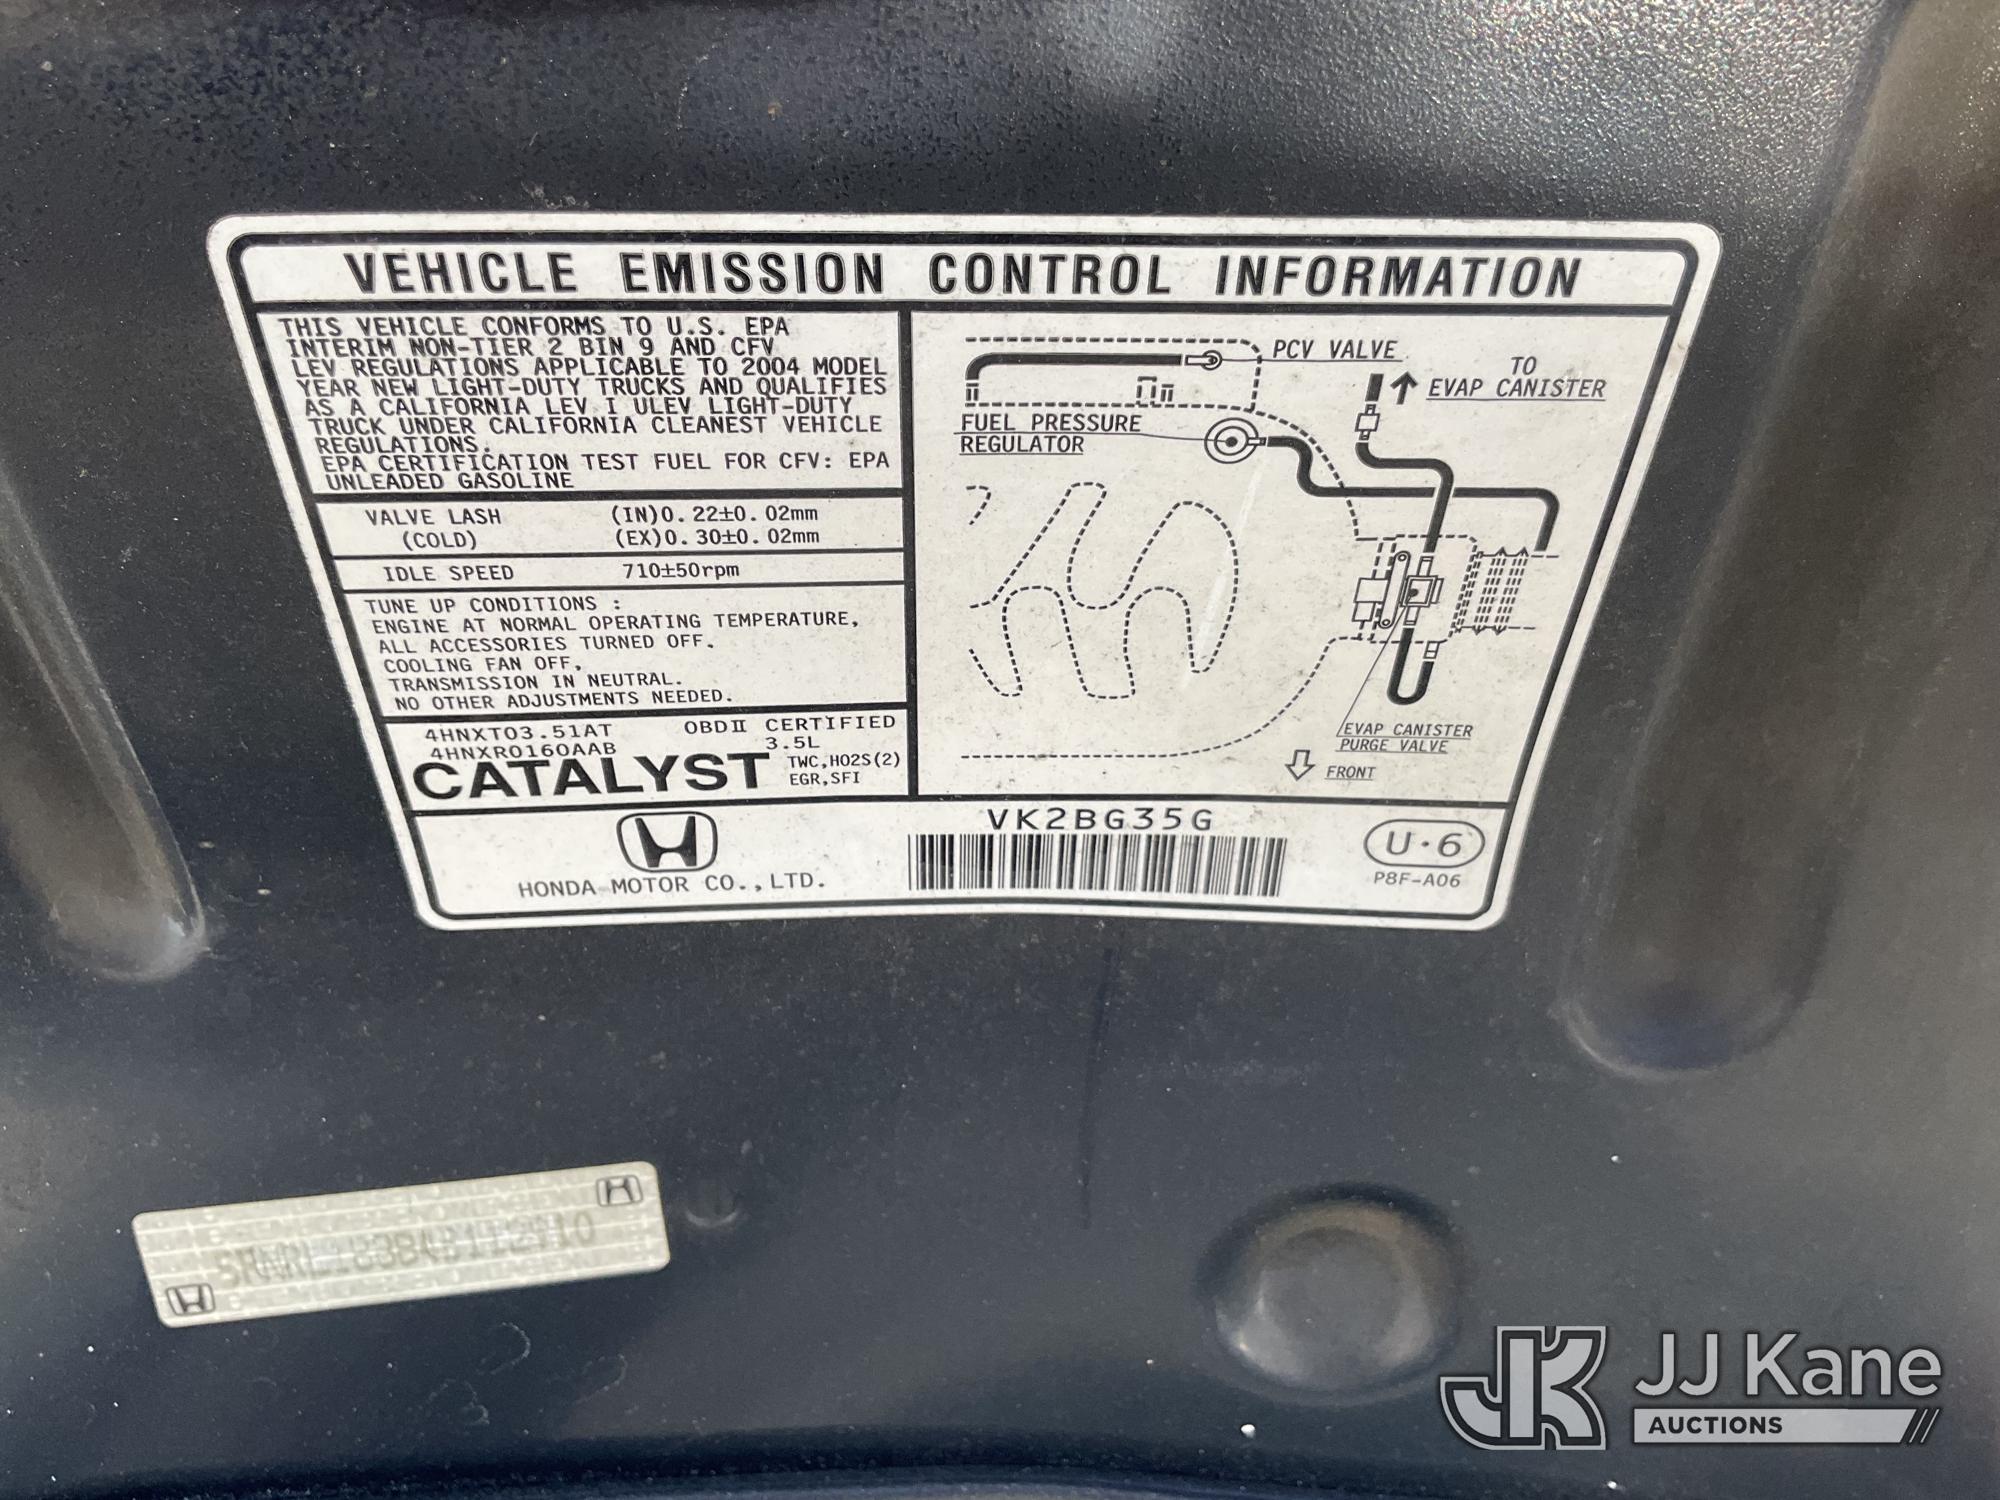 VEHICLE EMISSION CONTROL INFORMATION
THIS VEHICLE CONFORMS TO U.S. EPA
INTERIM NON-TIER 2 BIN 9 AND CFV
LEV REGULATIONS APPLICABLE TO 2004 MODEL
YEAR NEW LIGHT-DUTY TRUCKS AND QUALIFIES
AS A CALIFORNIA LEV I ULEV LIGHT-DUTY
TRUCK UNDER CALIFORNIA CLEANEST VEHICLE
REGULATIONS.
EPA CERTIFICATION TEST FUEL FOR CFV: EPA
UNLEADED GASOLINE
VALVE LASH (IN)0.22±0.02mm
(COLD) (EX)0.30±0.02mm
IDLE SPEED 710±50rpm
TUNE UP CONDITIONS :
ENGINE AT NORMAL OPERATING TEMPERATURE,
ALL ACCESSORIES TURNED OFF.
COOLING FAN OFF,
TRANSMISSION IN NEUTRAL.
NO OTHER ADJUSTMENTS NEEDED.
4HNXT03.51AT OBDII CERTIFIED
4HNXR0160AAB 3.5L
CATALYST TWC,HO2S(2)
EGR,SFI
PCV VALVE
TO
EVAP CANISTER
FUEL PRESSURE
REGULATOR
EVAP CANISTER
PURGE VALVE
FRONT
HONDA MOTOR CO.,LTD.
VK2BG35G
U·6
P8F-A06
JK JJ Kane
AUCTIONS